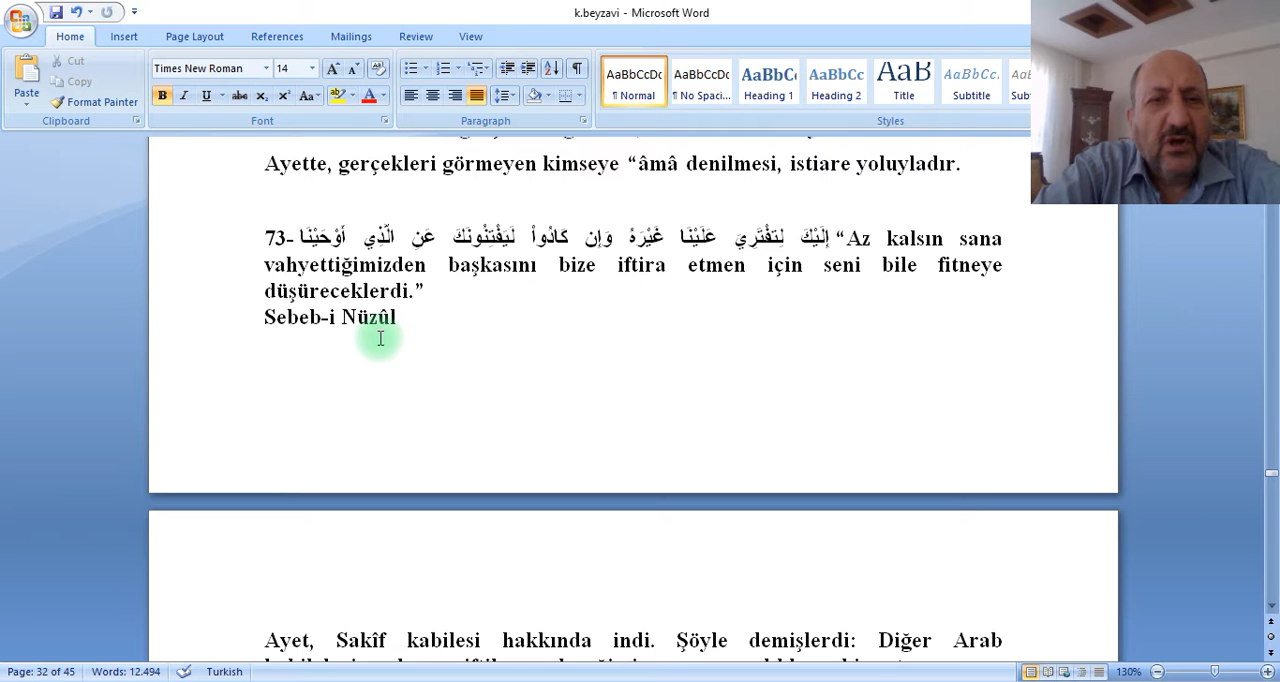 k.beyzavi - Microsoft Word
Home Insert Page Layout References Mailings Review View
Cut
Copy
Format Painter
Paste
Clipboard
Times New Roman 14
Font
Paragraph
AaBbCcDc AaBbCcDc AaBbCc AaBbCc AaB AaBbCc.
¶ Normal ¶ No Spaci... Heading 1 Heading 2 Title Subtitle
Styles
Ayette, gerçekleri görmeyen kimseye “âmâ denilmesi, istiare yoluyladır.
73- وَإِن كَادُواْ لَيَفْتِنُونَكَ عَنِ الَّذِي أَوْحَيْنَا إِلَيْكَ لِتفْتَرِيَ عَلَيْنَا غَيْرَهُ “Az kalsın sana
vahyettiğimizden başkasını bize iftira etmen için seni bile fitneye
düşüreceklerdi.”
Sebeb-i Nüzûl
Ayet, Sakîf kabilesi hakkında indi. Şöyle demişlerdi: Diğer Arab
Page: 32 of 45 Words: 12.494 Turkish 130%